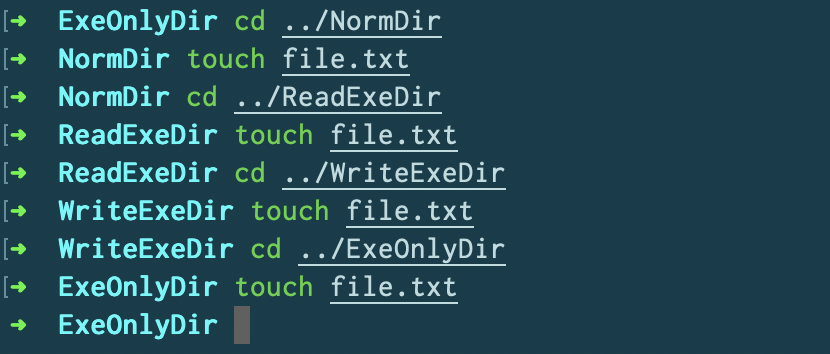 [➜ ExeOnlyDir cd ../NormDir
[➜ NormDir touch file.txt
[➜ NormDir cd ../ReadExeDir
[➜ ReadExeDir touch file.txt
[➜ ReadExeDir cd ../WriteExeDir
[➜ WriteExeDir touch file.txt
[➜ WriteExeDir cd ../ExeOnlyDir
[➜ ExeOnlyDir touch file.txt
➜ ExeOnlyDir